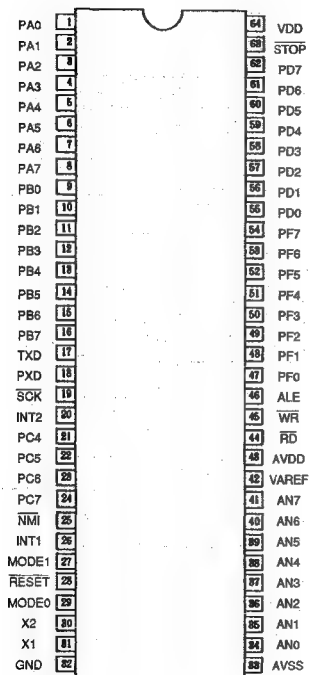 PA0 1
PA1 2
PA2 3
PA3 4
PA4 5
PA5 6
PA6 7
PA7 8
PB0 9
PB1 10
PB2 11
PB3 12
PB4 13
PB5 14
PB6 15
PB7 16
TXD 17
PXD 18
SCK 19
INT2 20
PC4 21
PC5 22
PC6 23
PC7 24
NMI 25
INT1 26
MODE1 27
RESET 28
MODE0 29
X2 30
X1 31
GND 32
64 VDD
63 STOP
62 PD7
61 PD6
60 PD5
59 PD4
58 PD3
57 PD2
56 PD1
55 PD0
54 PF7
53 PF6
52 PF5
51 PF4
50 PF3
49 PF2
48 PF1
47 PF0
46 ALE
45 WR
44 RD
43 AVDD
42 VAREF
41 AN7
40 AN6
39 AN5
38 AN4
37 AN3
36 AN2
35 AN1
34 AN0
33 AVSS